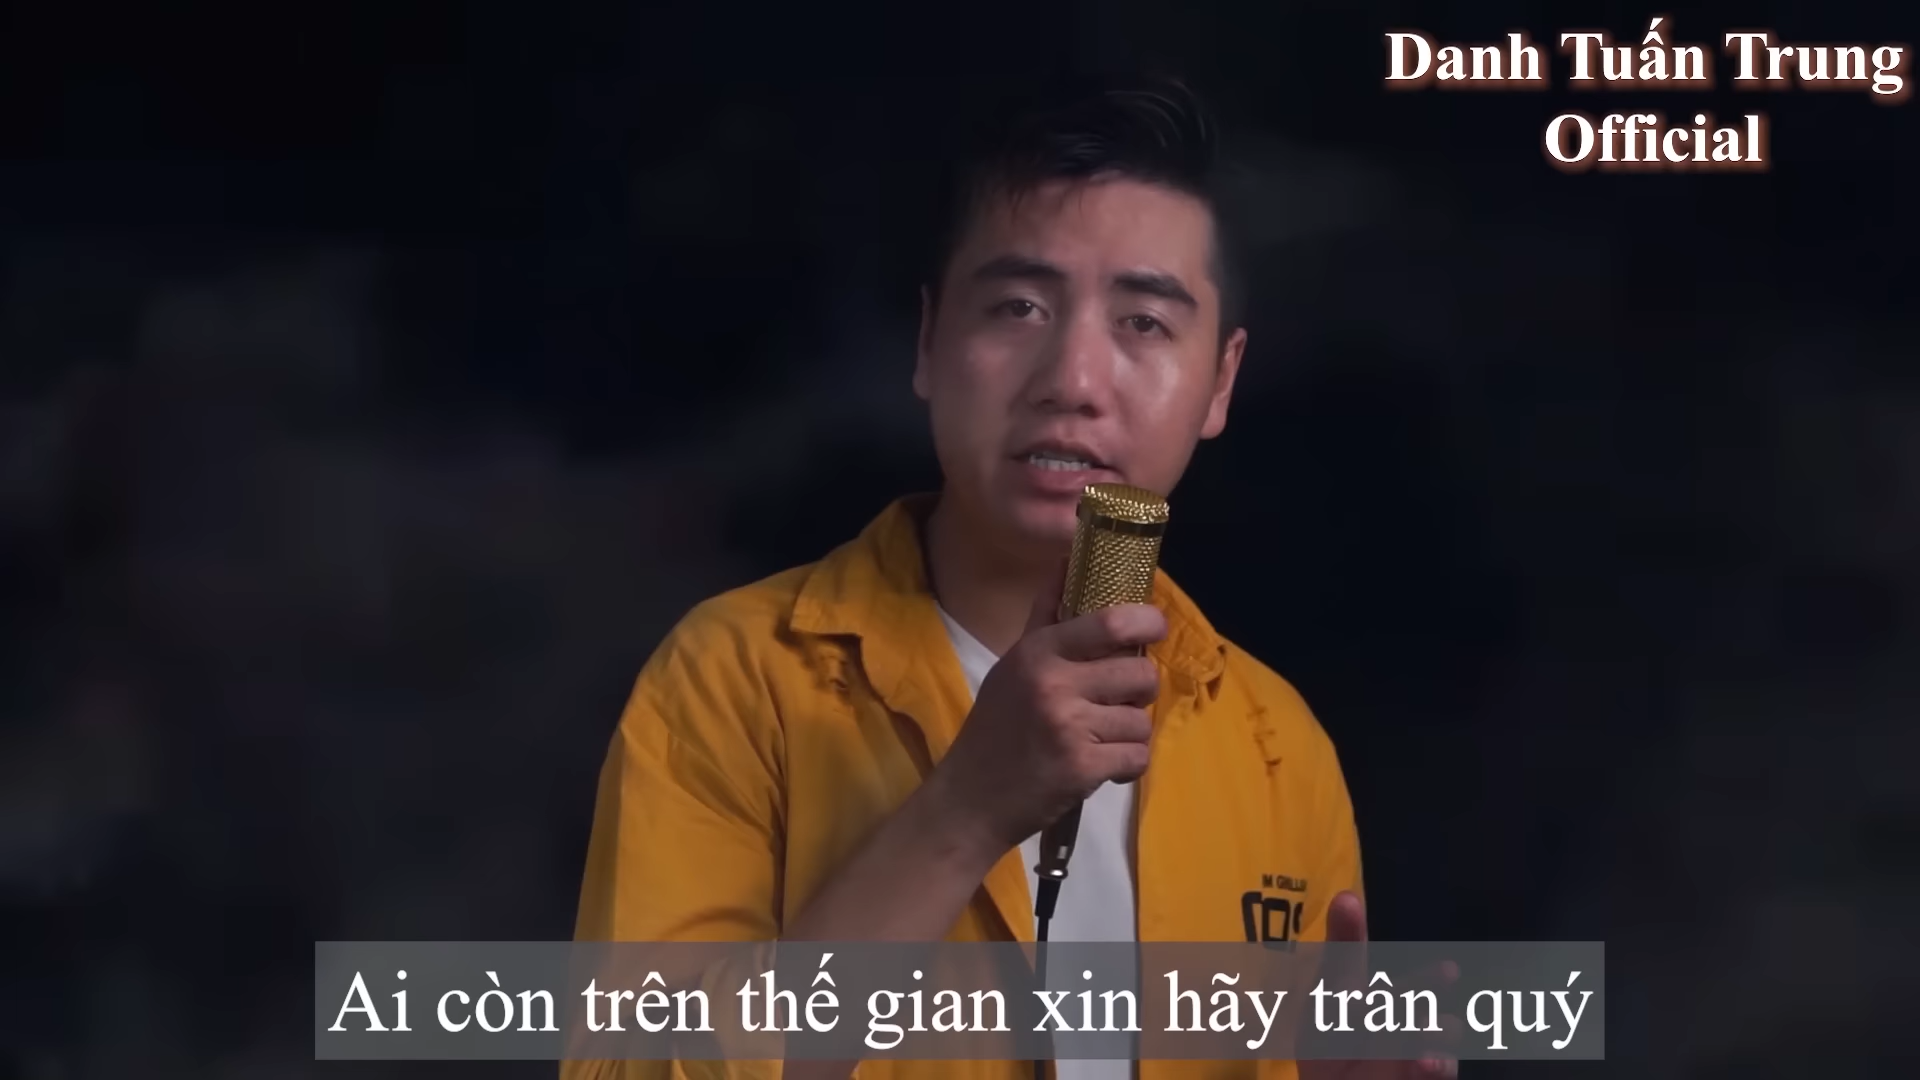 Danh Tuấn Trung
Official
Ai còn trên thế gian xin hãy trân quý